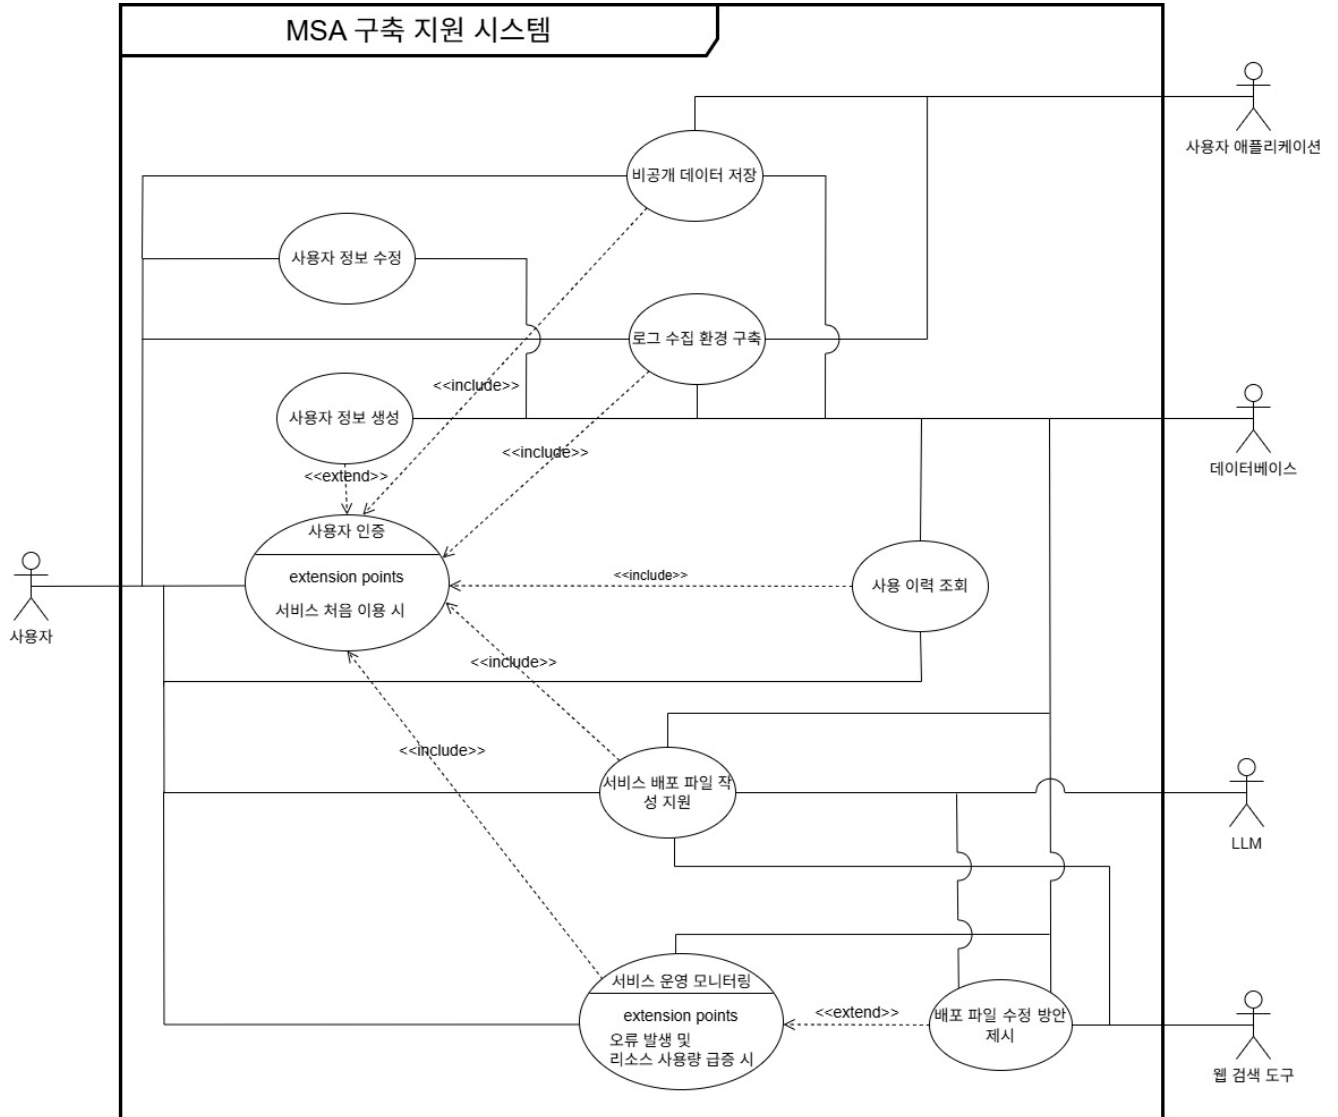 MSA 구축 지원 시스템
사용자 애플리케이션
비공개 데이터 저장
사용자 정보 수정
로그 수집 환경 구축
<<include>>
사용자 정보 생성
데이터베이스
<<include>>
<<extend>>
사용자 인증
extension points
서비스 처음 이용 시
<<include>>
사용 이력 조회
사용자
<<include>>
<<include>>
서비스 배포 파일 작
성 지원
LLM
서비스 운영 모니터링
extension points
오류 발생 및
리소스 사용량 급증 시
<<extend>>
배포 파일 수정 방안
제시
웹 검색 도구